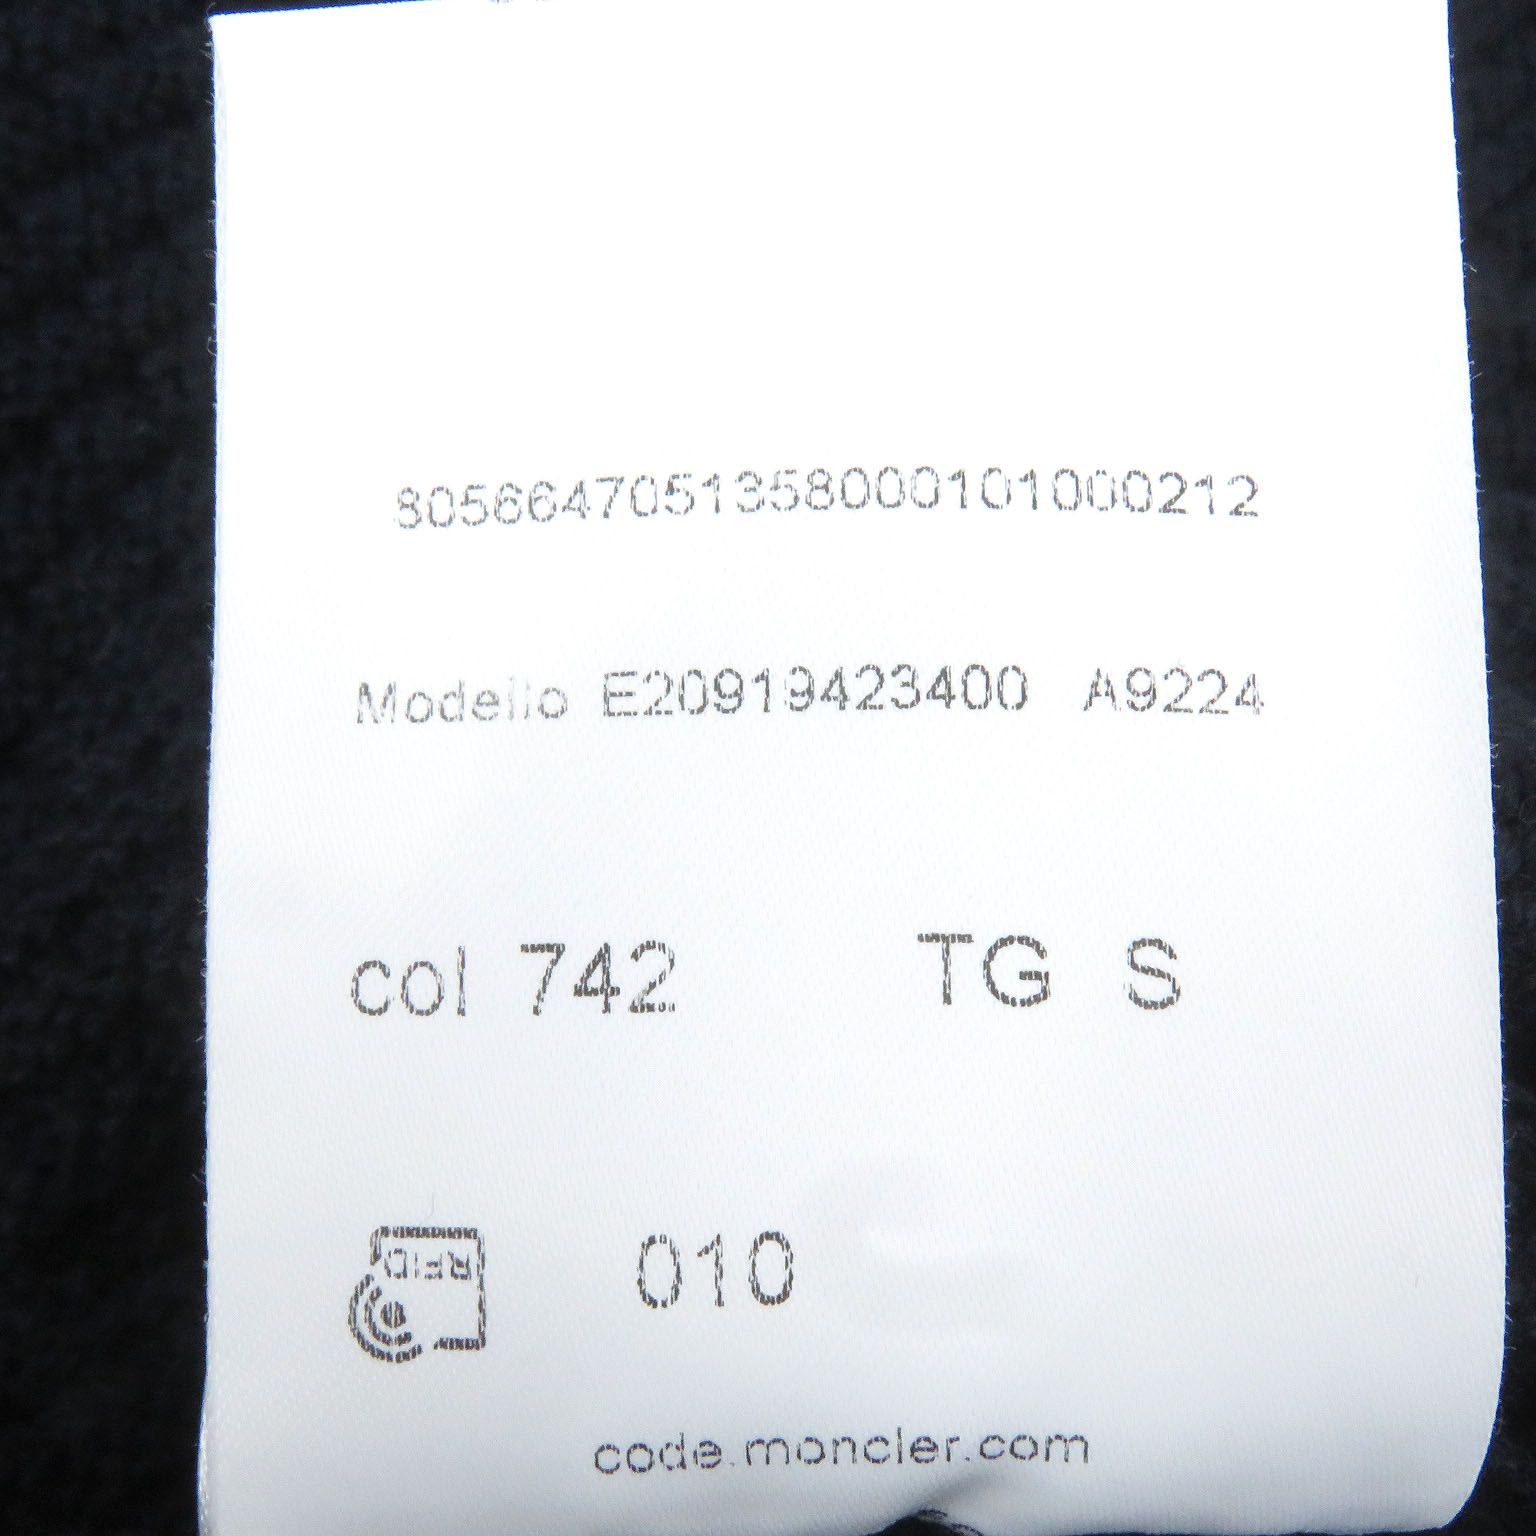 8056647051358000101000212
Modello E20919423400 A9224
col 742 TG S
RFID 010
code.moncler.com